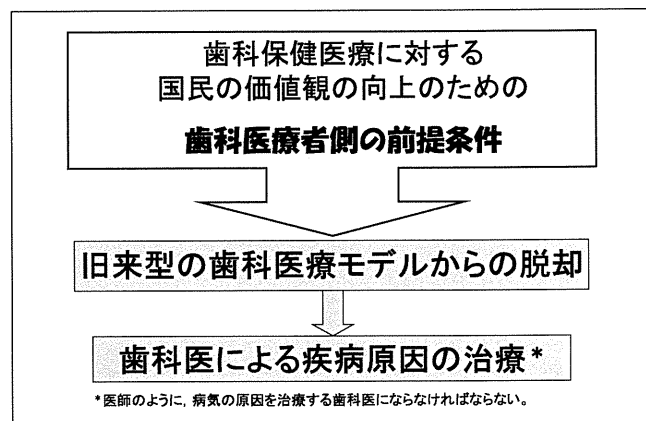 歯科保健医療に対する
国民の価値観の向上のための
歯科医療者側の前提条件
旧来型の歯科医療モデルからの脱却
歯科医による疾病原因の治療*
*医師のように, 病気の原因を治療する歯科医にならなければならない。